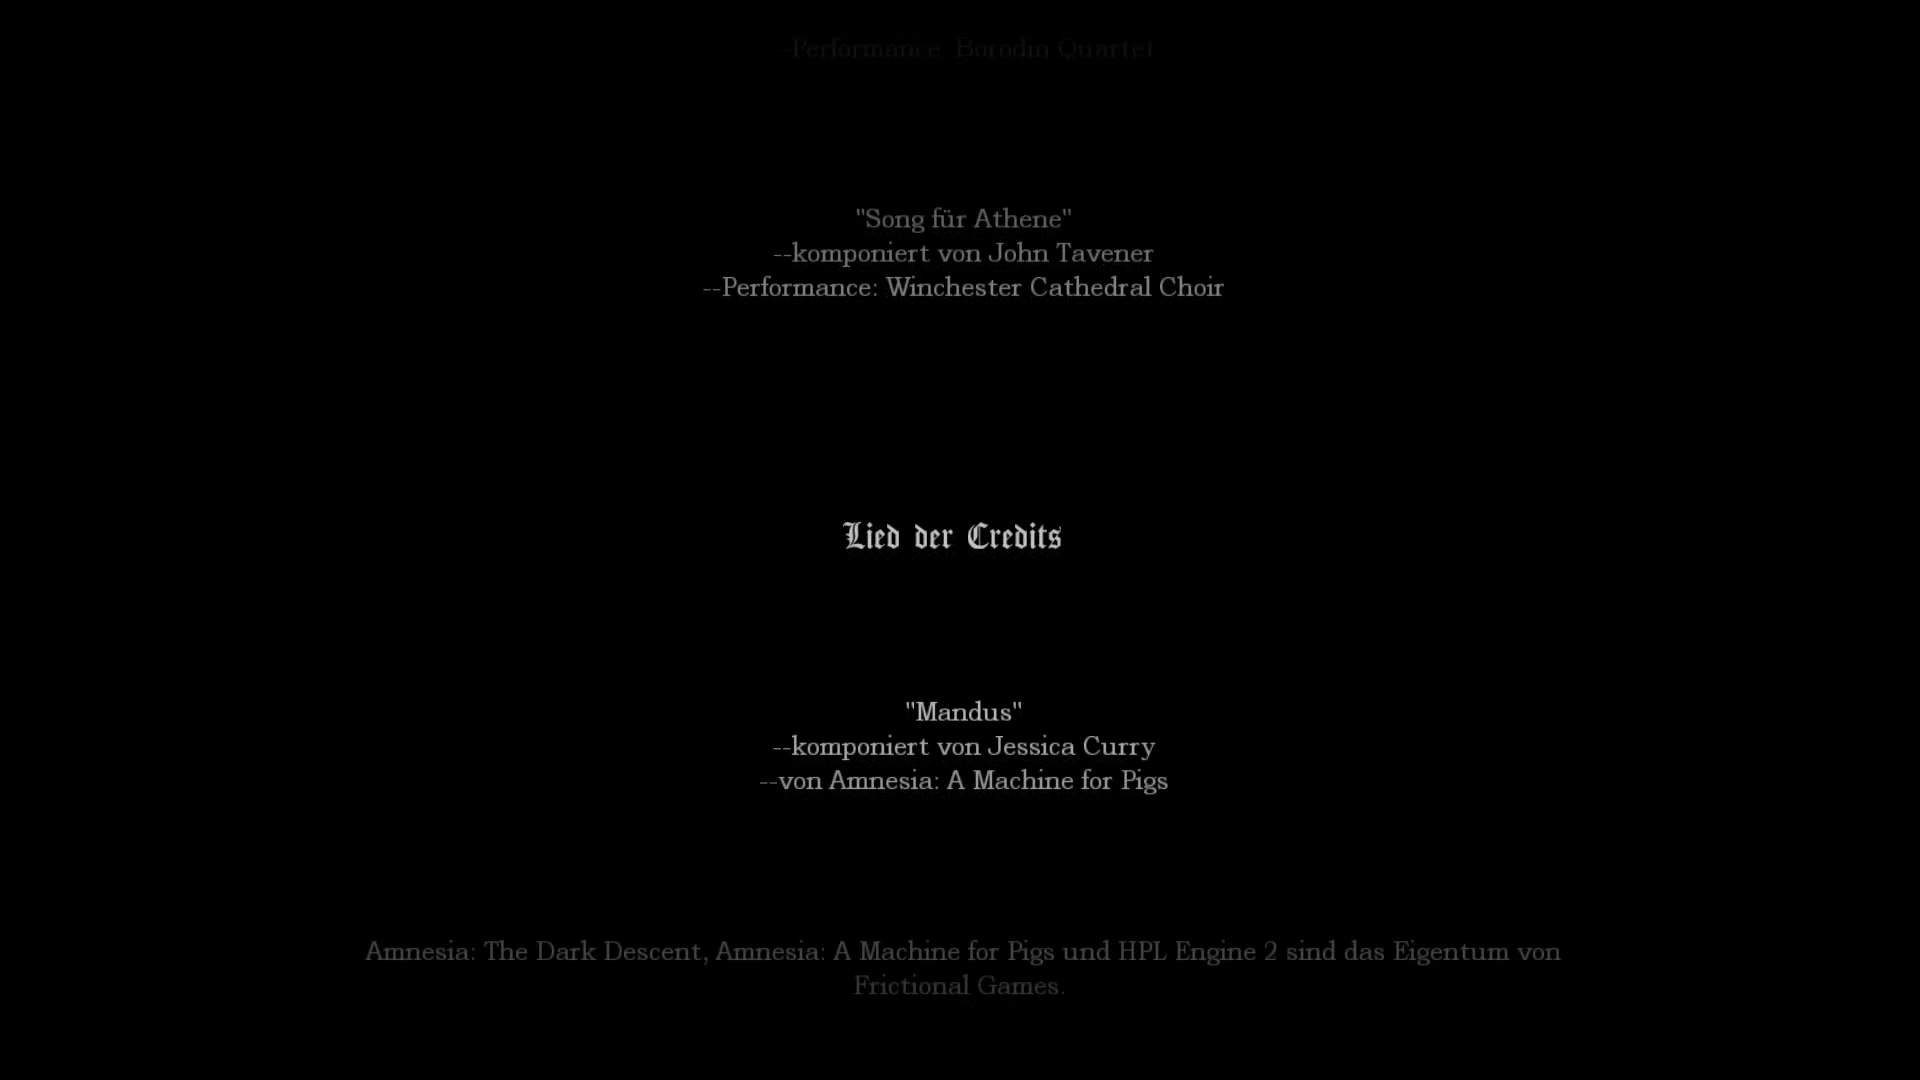 --Performance: Borodin Quartet
"Song für Athene"
--komponiert von John Tavener
--Performance: Winchester Cathedral Choir
Lied der Credits
"Mandus"
--komponiert von Jessica Curry
--von Amnesia: A Machine for Pigs
Amnesia: The Dark Descent, Amnesia: A Machine for Pigs und HPL Engine 2 sind das Eigentum von
Frictional Games.